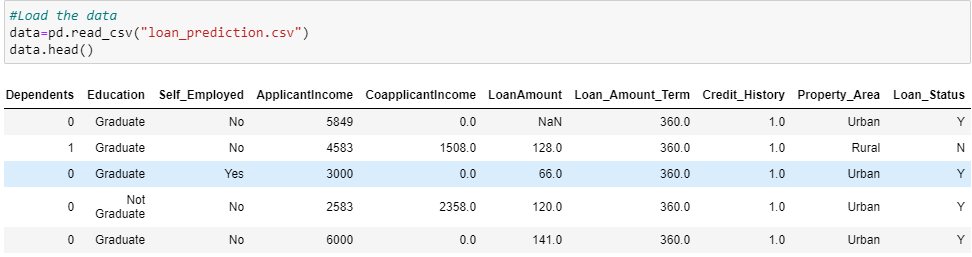 #Load the data
data=pd.read_csv("loan_prediction.csv")
data.head()
Dependents Education Self_Employed ApplicantIncome CoapplicantIncome LoanAmount Loan_Amount_Term Credit_History Property_Area Loan_Status
0 Graduate No 5849 0.0 NaN 360.0 1.0 Urban Y
1 Graduate No 4583 1508.0 128.0 360.0 1.0 Rural N
0 Graduate Yes 3000 0.0 66.0 360.0 1.0 Urban Y
0 Not Graduate No 2583 2358.0 120.0 360.0 1.0 Urban Y
0 Graduate No 6000 0.0 141.0 360.0 1.0 Urban Y